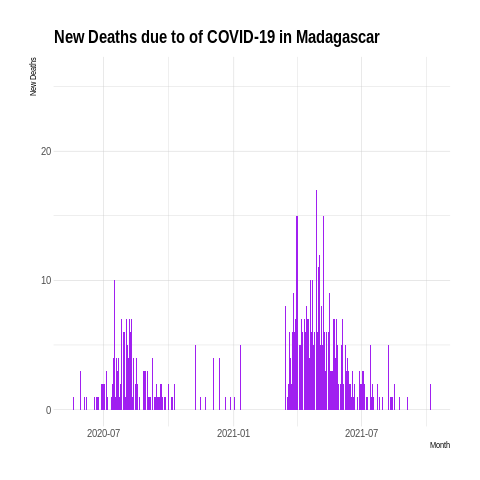 New Deaths due to of COVID-19 in Madagascar
New Deaths
20
10
0
2020-07
2021-01
2021-07
Month